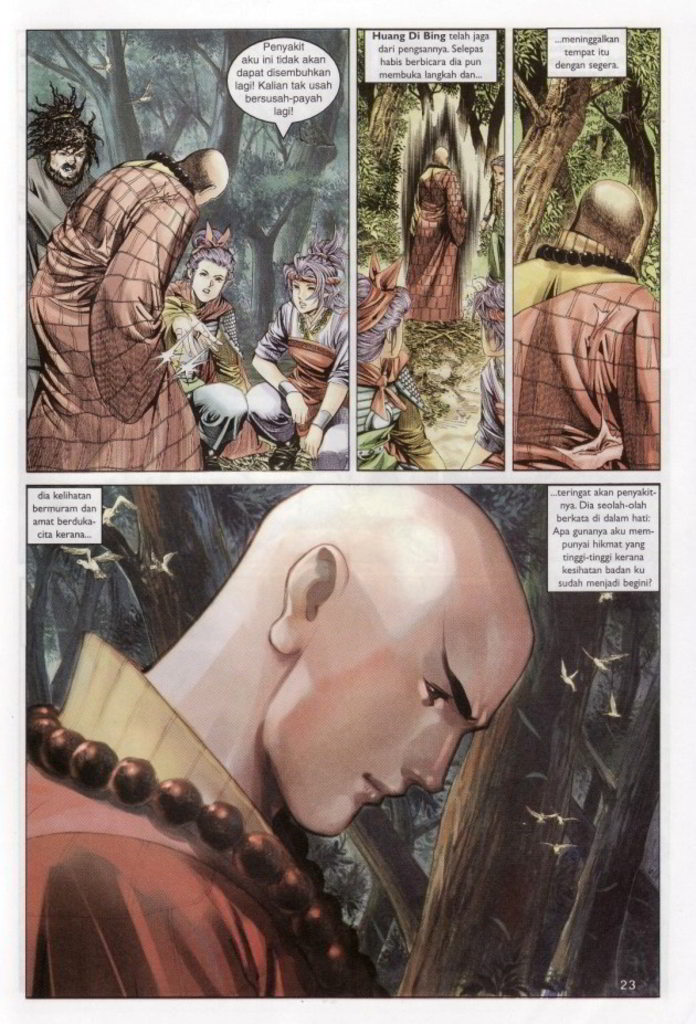 Penyakit
aku ini tidak akan
dapat disembuhkan
lagi! Kalian tak usah
bersusah-payah
lagi!
Huang Di Bing telah jaga
dari pengsannya. Selepas
habis berbicara dia pun
membuka langkah dan...
...meninggalkan
tempat itu
dengan segera.
dia kelihatan
bermuram dan
amat berduka-
cita kerana...
...teringat akan penyakit-
nya. Dia seolah-olah
berkata di dalam hati:
Apa gunanya aku mem-
punyai hikmat yang
tinggi-tinggi kerana
kesihatan badan ku
sudah menjadi begini?
23